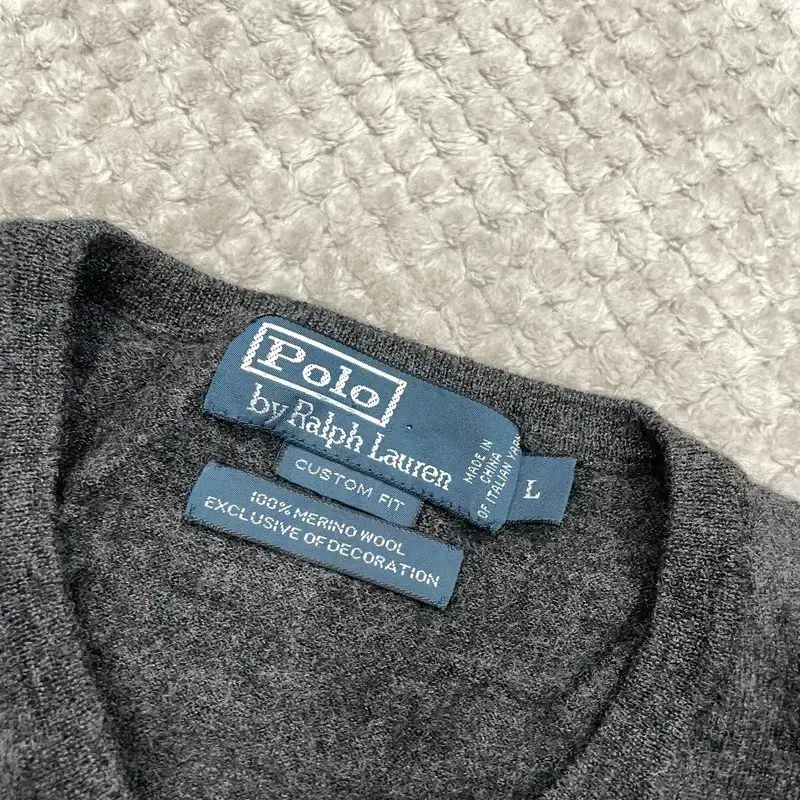 Polo
by Ralph Lauren
MADE IN
CHINA
OF ITALIAN YARN
L
CUSTOM FIT
100% MERINO WOOL
EXCLUSIVE OF DECORATION